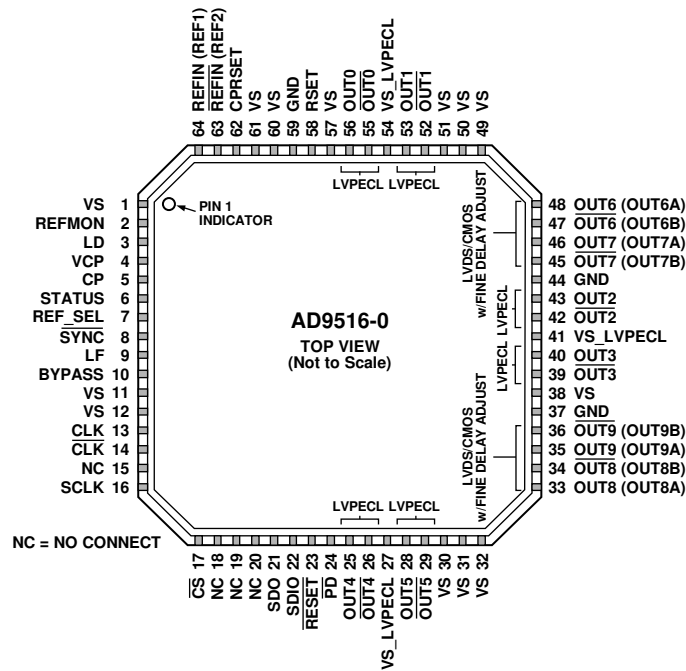 64 REFIN (REF1)
63 REFIN (REF2)
62 CPRSET
61 VS
60 VS
59 GND
58 RSET
57 VS
56 OUT0
55 OUT0
54 VS_LVPECL
53 OUT1
52 OUT1
51 VS
50 VS
49 VS
LVPECL LVPECL
PIN 1
INDICATOR
VS 1
REFMON 2
LD 3
VCP 4
CP 5
STATUS 6
REF_SEL 7
SYNC 8
LF 9
BYPASS 10
VS 11
VS 12
CLK 13
CLK 14
NC 15
SCLK 16
AD9516-0
TOP VIEW
(Not to Scale)
LVDS/CMOS
w/FINE DELAY ADJUST
LVPECL
LVPECL
LVDS/CMOS
w/FINE DELAY ADJUST
48 OUT6 (OUT6A)
47 OUT6 (OUT6B)
46 OUT7 (OUT7A)
45 OUT7 (OUT7B)
44 GND
43 OUT2
42 OUT2
41 VS_LVPECL
40 OUT3
39 OUT3
38 VS
37 GND
36 OUT9 (OUT9B)
35 OUT9 (OUT9A)
34 OUT8 (OUT8B)
33 OUT8 (OUT8A)
LVPECL LVPECL
NC = NO CONNECT
CS 17
NC 18
NC 19
NC 20
SDO 21
SDIO 22
RESET 23
PD 24
OUT4 25
OUT4 26
VS_LVPECL 27
OUT5 28
OUT5 29
VS 30
VS 31
VS 32